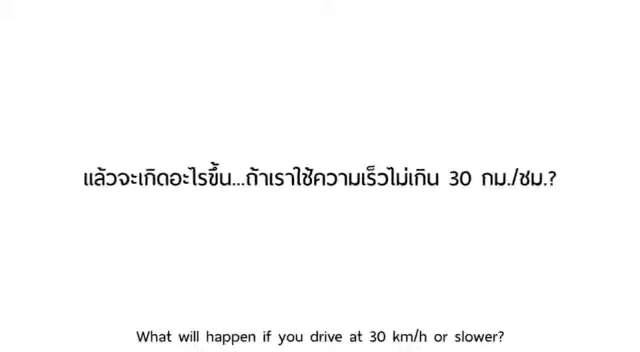 แล้วจะเกิดอะไรขึ้น...ถ้าเราใช้ความเร็วไม่เกิน 30 กม./ชม.?
What will happen if you drive at 30 km/h or slower?